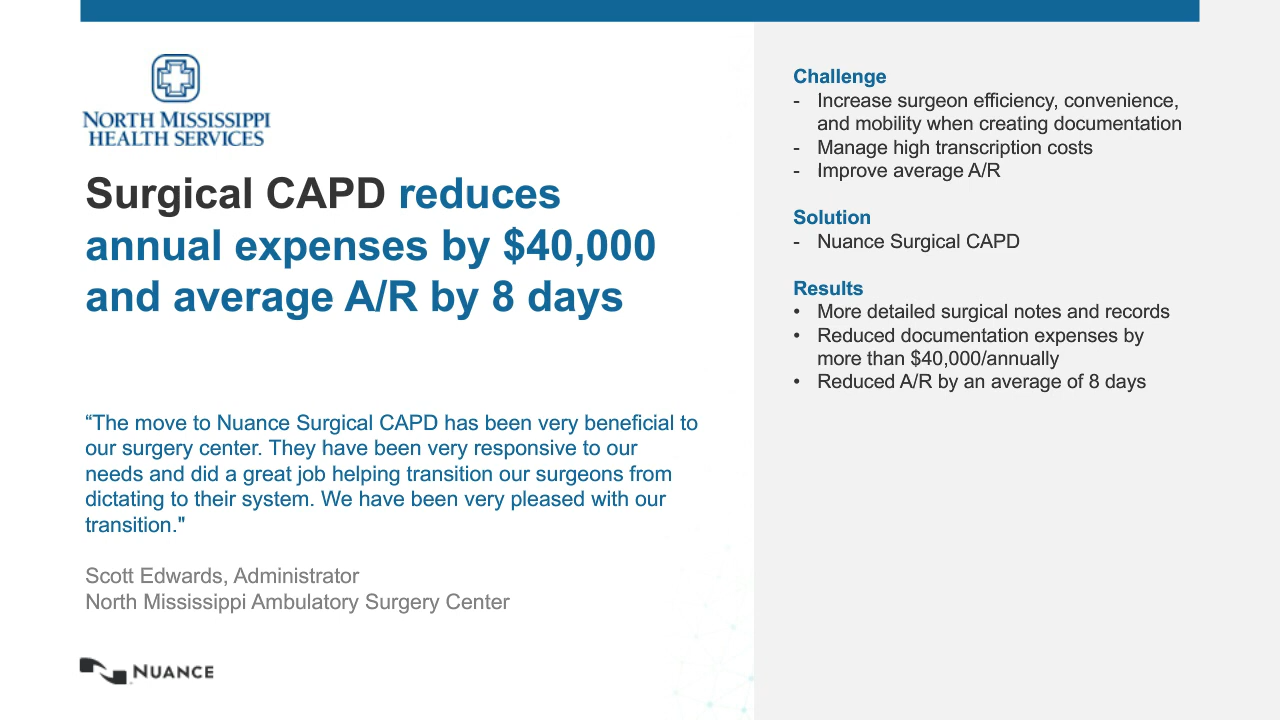 NORTH MISSISSIPPI
HEALTH SERVICES
Surgical CAPD reduces
annual expenses by $40,000
and average A/R by 8 days
“The move to Nuance Surgical CAPD has been very beneficial to
our surgery center. They have been very responsive to our
needs and did a great job helping transition our surgeons from
dictating to their system. We have been very pleased with our
transition."
Scott Edwards, Administrator
North Mississippi Ambulatory Surgery Center
NUANCE
Challenge
- Increase surgeon efficiency, convenience,
and mobility when creating documentation
- Manage high transcription costs
- Improve average A/R
Solution
- Nuance Surgical CAPD
Results
• More detailed surgical notes and records
• Reduced documentation expenses by
more than $40,000/annually
• Reduced A/R by an average of 8 days